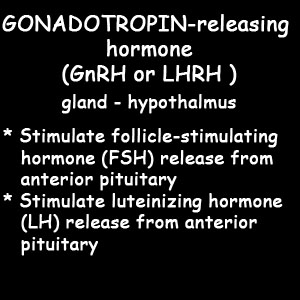 GONADOTROPIN-releasing
hormone
(GnRH or LHRH )
gland - hypothalmus
* Stimulate follicle-stimulating
hormone (FSH) release from
anterior pituitary
* Stimulate luteinizing hormone
(LH) release from anterior
pituitary